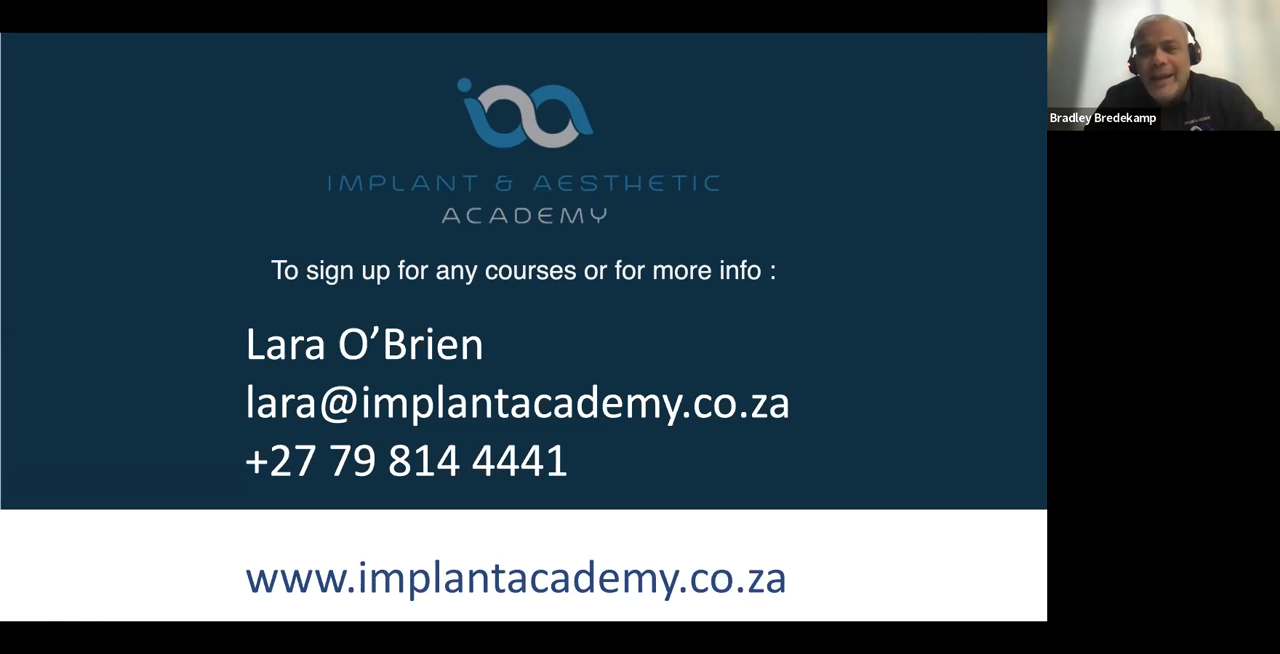 IMPLANT & AESTHETIC
ACADEMY
To sign up for any courses or for more info :
Lara O’Brien
lara@implantacademy.co.za
+27 79 814 4441
www.implantacademy.co.za
Bradley Bredekamp